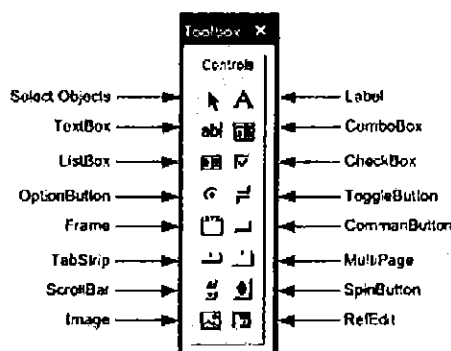 Toolbox ×
Controls
Select Objects
A
Label
TextBox
abl
ComboBox
ListBox
CheckBox
OptionButton
ToggleButton
Frame
CommanButton
TabStrip
MultiPage
ScrollBar
SpinButton
Image
RefEdit